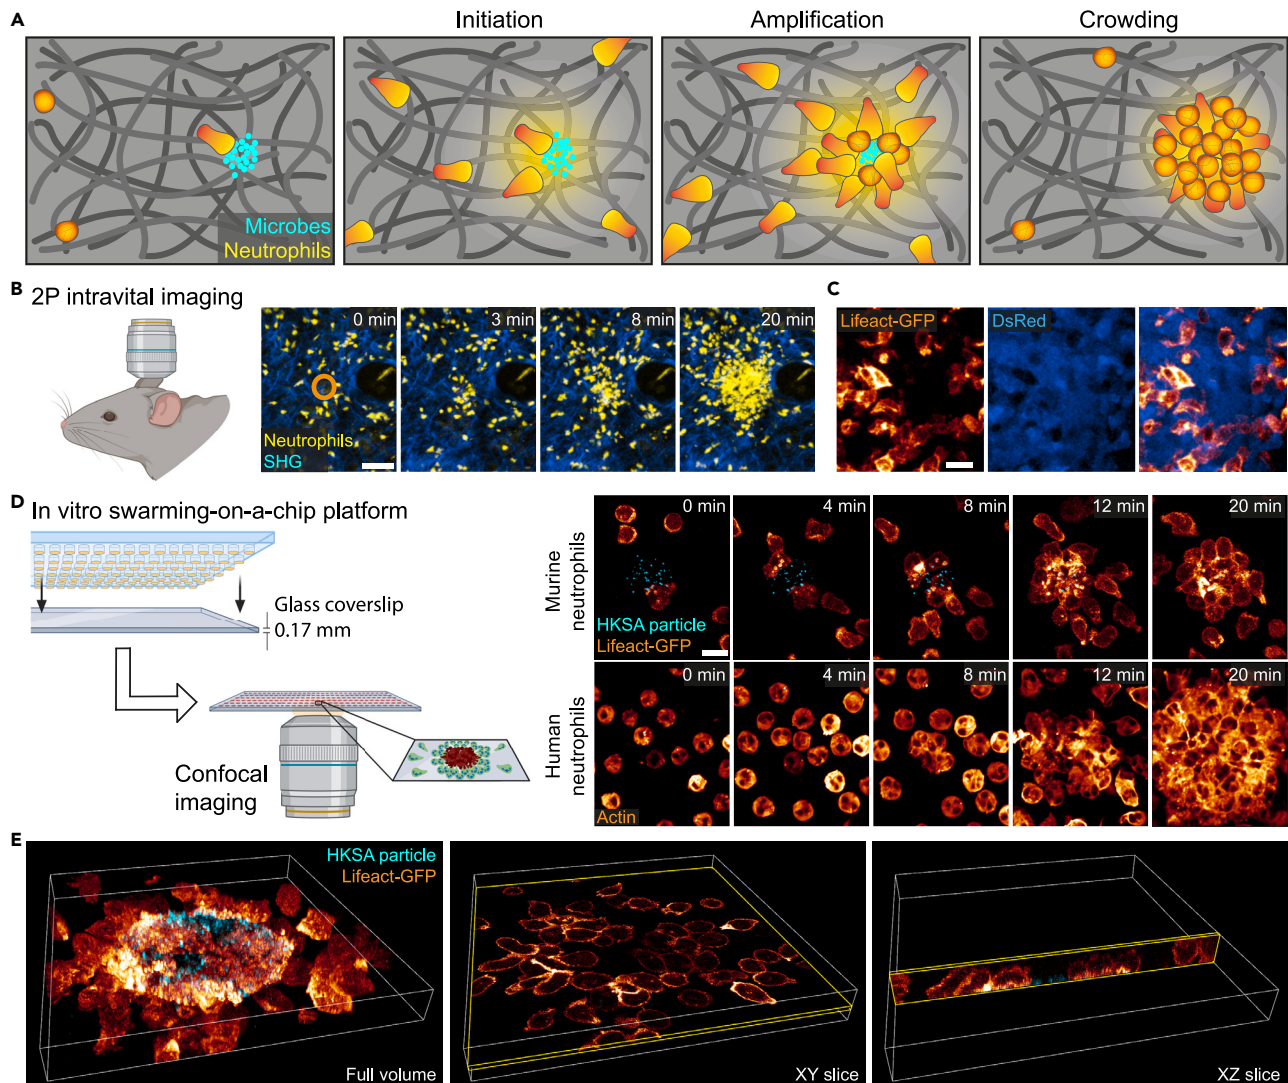 A
Initiation
Amplification
Crowding
Microbes
Neutrophils
B
2P intravital imaging
0 min
3 min
8 min
20 min
Neutrophils
SHG
C
Lifeact-GFP
DsRed
D
In vitro swarming-on-a-chip platform
Glass coverslip
0.17 mm
Confocal
imaging
Murine
neutrophils
0 min
4 min
8 min
12 min
20 min
HKSA particle
Lifeact-GFP
Human
neutrophils
0 min
4 min
8 min
12 min
20 min
Actin
E
HKSA particle
Lifeact-GFP
Full volume
XY slice
XZ slice